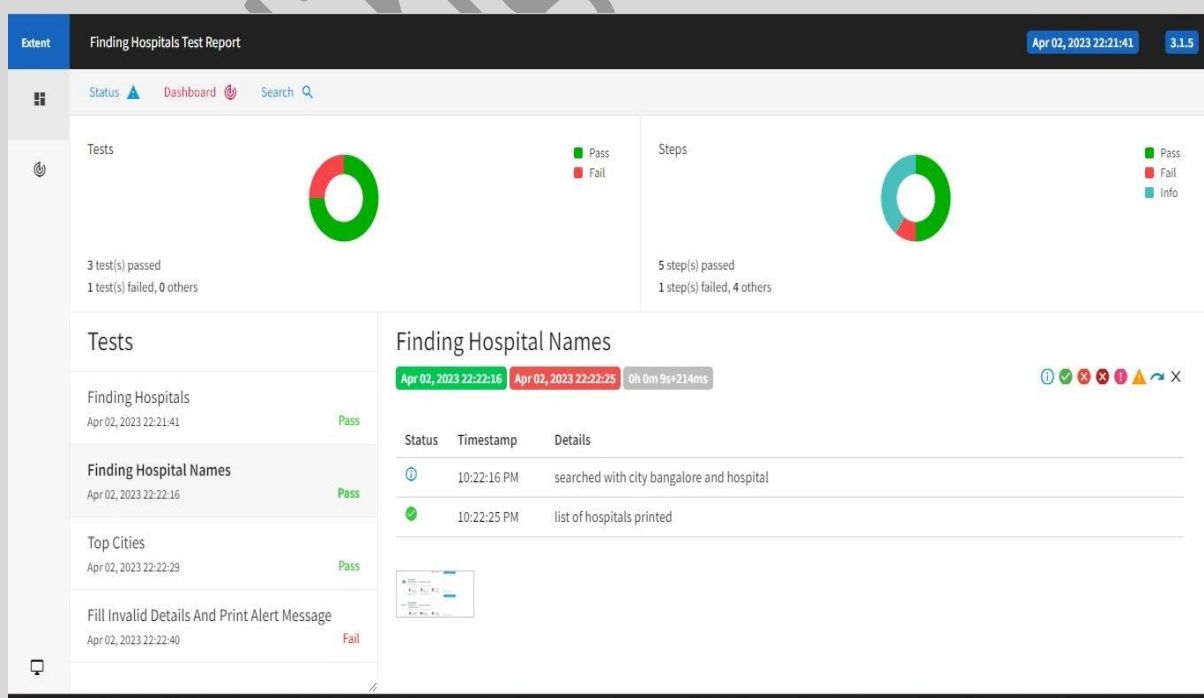 Extent Finding Hospitals Test Report Apr 02, 2023 22:21:41 3.1.5
Status Dashboard Search
Tests
Pass
Fail
3 test(s) passed
1 test(s) failed, 0 others
Steps
Pass
Fail
Info
5 step(s) passed
1 step(s) failed, 4 others
Tests
Finding Hospitals
Apr 02, 2023 22:21:41 Pass
Finding Hospital Names
Apr 02, 2023 22:22:16 Pass
Top Cities
Apr 02, 2023 22:22:29 Pass
Fill Invalid Details And Print Alert Message
Apr 02, 2023 22:22:40 Fail
Finding Hospital Names
Apr 02, 2023 22:22:16 Apr 02, 2023 22:22:25 0h 0m 9s+214ms
Status Timestamp Details
10:22:16 PM searched with city bangalore and hospital
10:22:25 PM list of hospitals printed